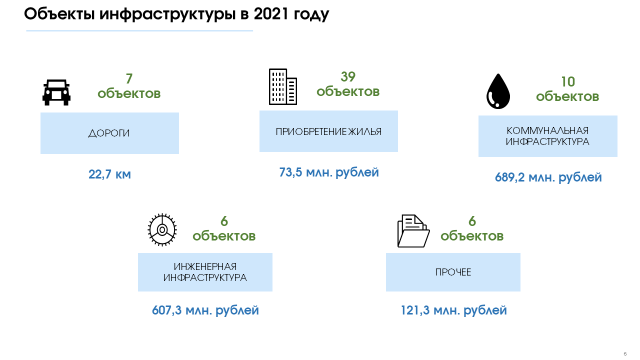 Объекты инфраструктуры в 2021 году
7
объектов
ДОРОГИ
22,7 км
39
объектов
ПРИОБРЕТЕНИЕ ЖИЛЬЯ
73,5 млн. рублей
10
объектов
КОММУНАЛЬНАЯ
ИНФРАСТРУКТУРА
689,2 млн. рублей
6
объектов
ИНЖЕНЕРНАЯ
ИНФРАСТРУКТУРА
607,3 млн. рублей
6
объектов
ПРОЧЕЕ
121,3 млн. рублей